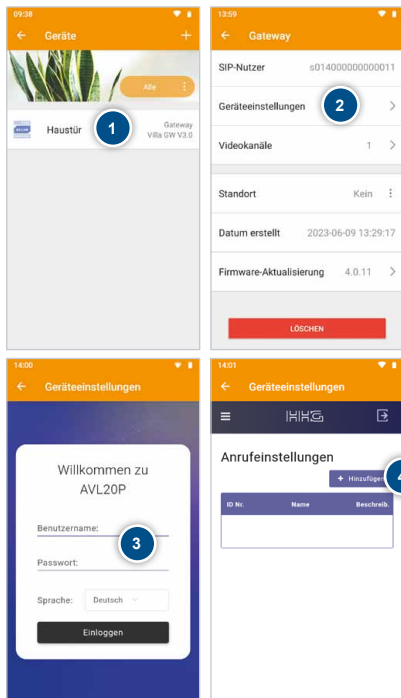 09:38
Geräte
Alle
Haustür
1
Gateway
Villa GW V3.0
13:59
Gateway
SIP-Nutzer s014000000000011
Geräteeinstellungen 2
Videokanäle 1
Standort Kein
Datum erstellt 2023-06-09 13:29:17
Firmware-Aktualisierung 4.0.11
LÖSCHEN
14:00
Geräteeinstellungen
Willkommen zu
AVL20P
Benutzername:
3
Passwort:
Sprache: Deutsch
Einloggen
14:01
Geräteeinstellungen
Anrufeinstellungen
+ Hinzufügen 4
ID Nr. Name Beschreib.